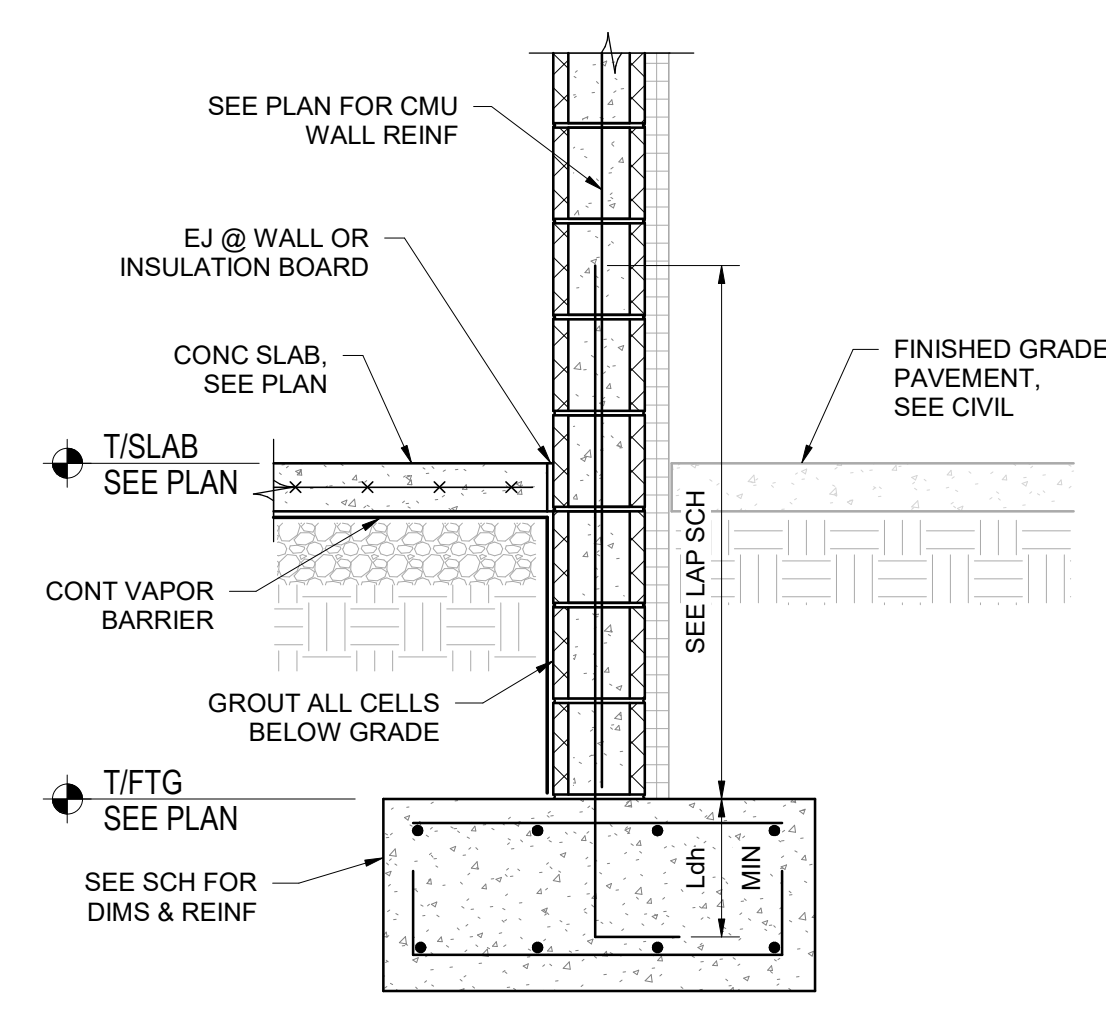 SEE PLAN FOR CMU
WALL REINF
EJ @ WALL OR
INSULATION BOARD
CONC SLAB,
SEE PLAN
FINISHED GRADE
PAVEMENT,
SEE CIVIL
T/SLAB
SEE PLAN
SEE LAP SCH
CONT VAPOR
BARRIER
GROUT ALL CELLS
BELOW GRADE
T/FTG
SEE PLAN
Ldh
MIN
SEE SCH FOR
DIMS & REINF